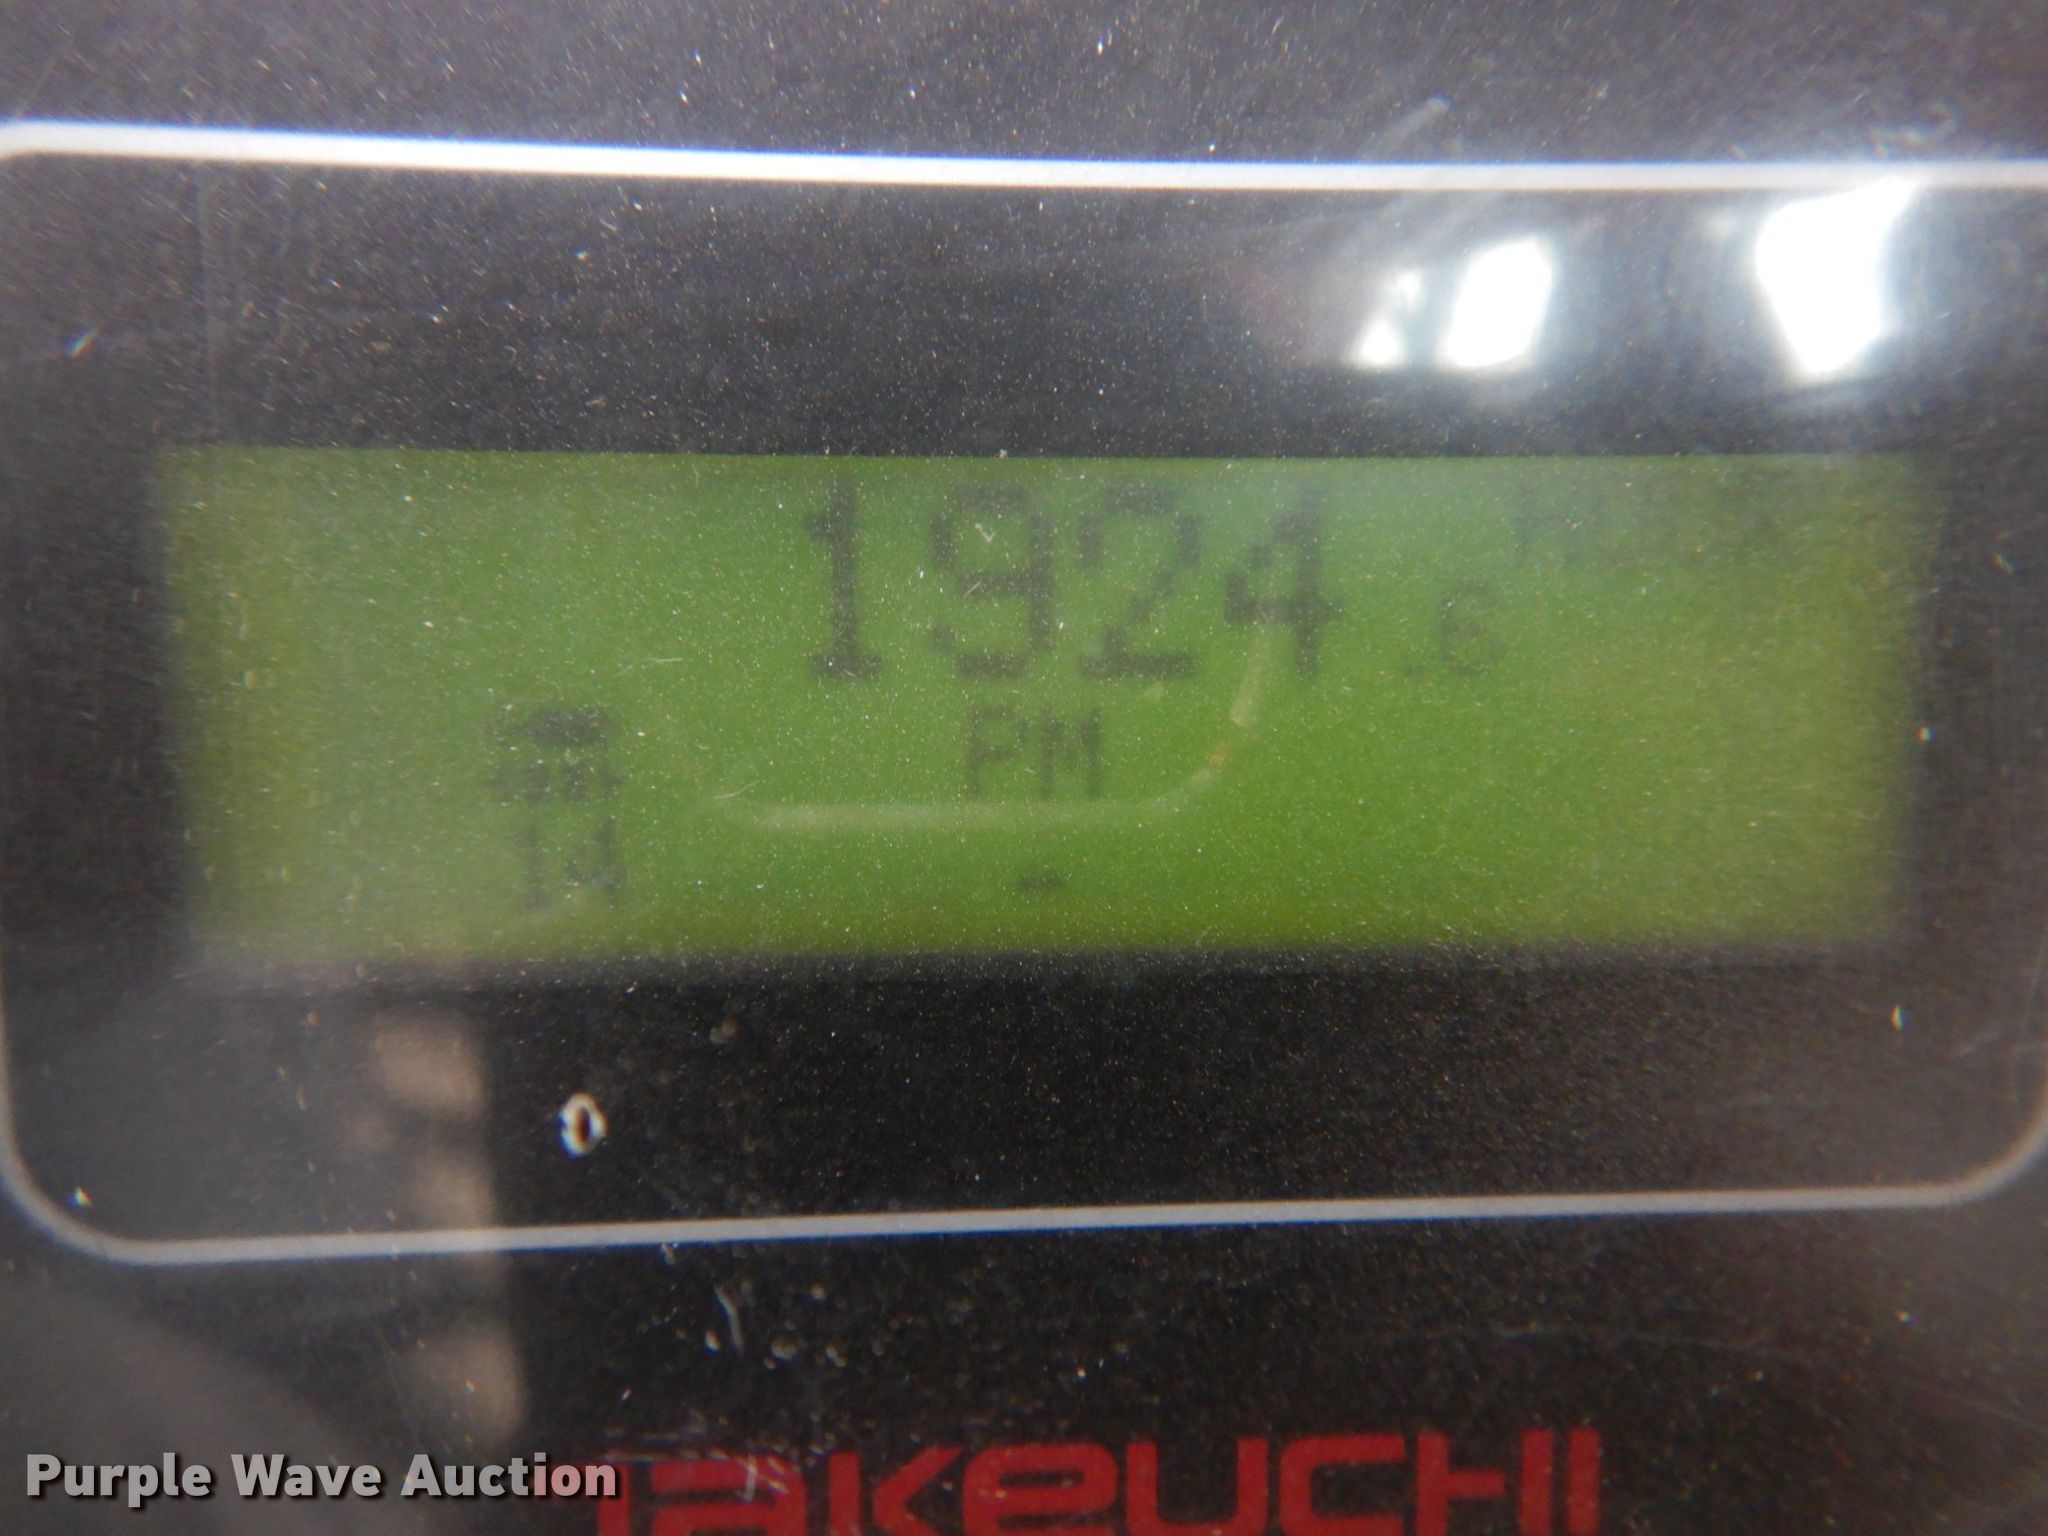 1924.6
PM
14
-
TAKEUCHI
Purple Wave Auction